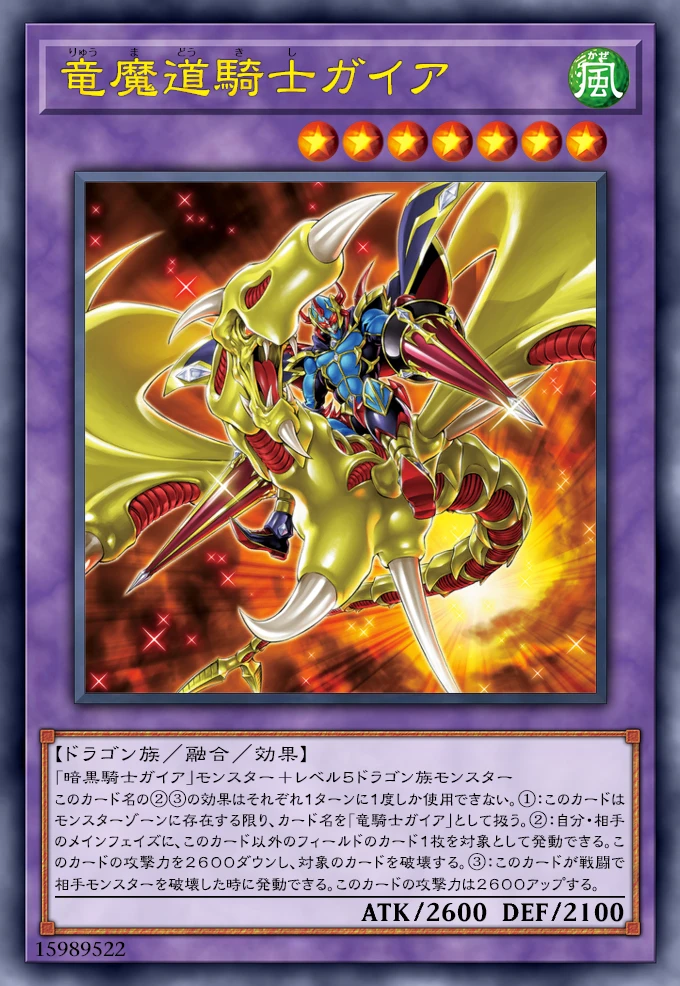 りゅう ま どう き し
竜魔道騎士ガイア
かぜ
風
【ドラゴン族／融合／効果】
「暗黒騎士ガイア」モンスター＋レベル5ドラゴン族モンスター
このカード名の②③の効果はそれぞれ1ターンに1度しか使用できない。①：このカードは
モンスターゾーンに存在する限り、カード名を「竜騎士ガイア」として扱う。②：自分・相手
のメインフェイズに、このカード以外のフィールドのカード1枚を対象として発動できる。こ
のカードの攻撃力を2600ダウンし、対象のカードを破壊する。③：このカードが戦闘で
相手モンスターを破壊した時に発動できる。このカードの攻撃力は2600アップする。
ATK/2600 DEF/2100
15989522